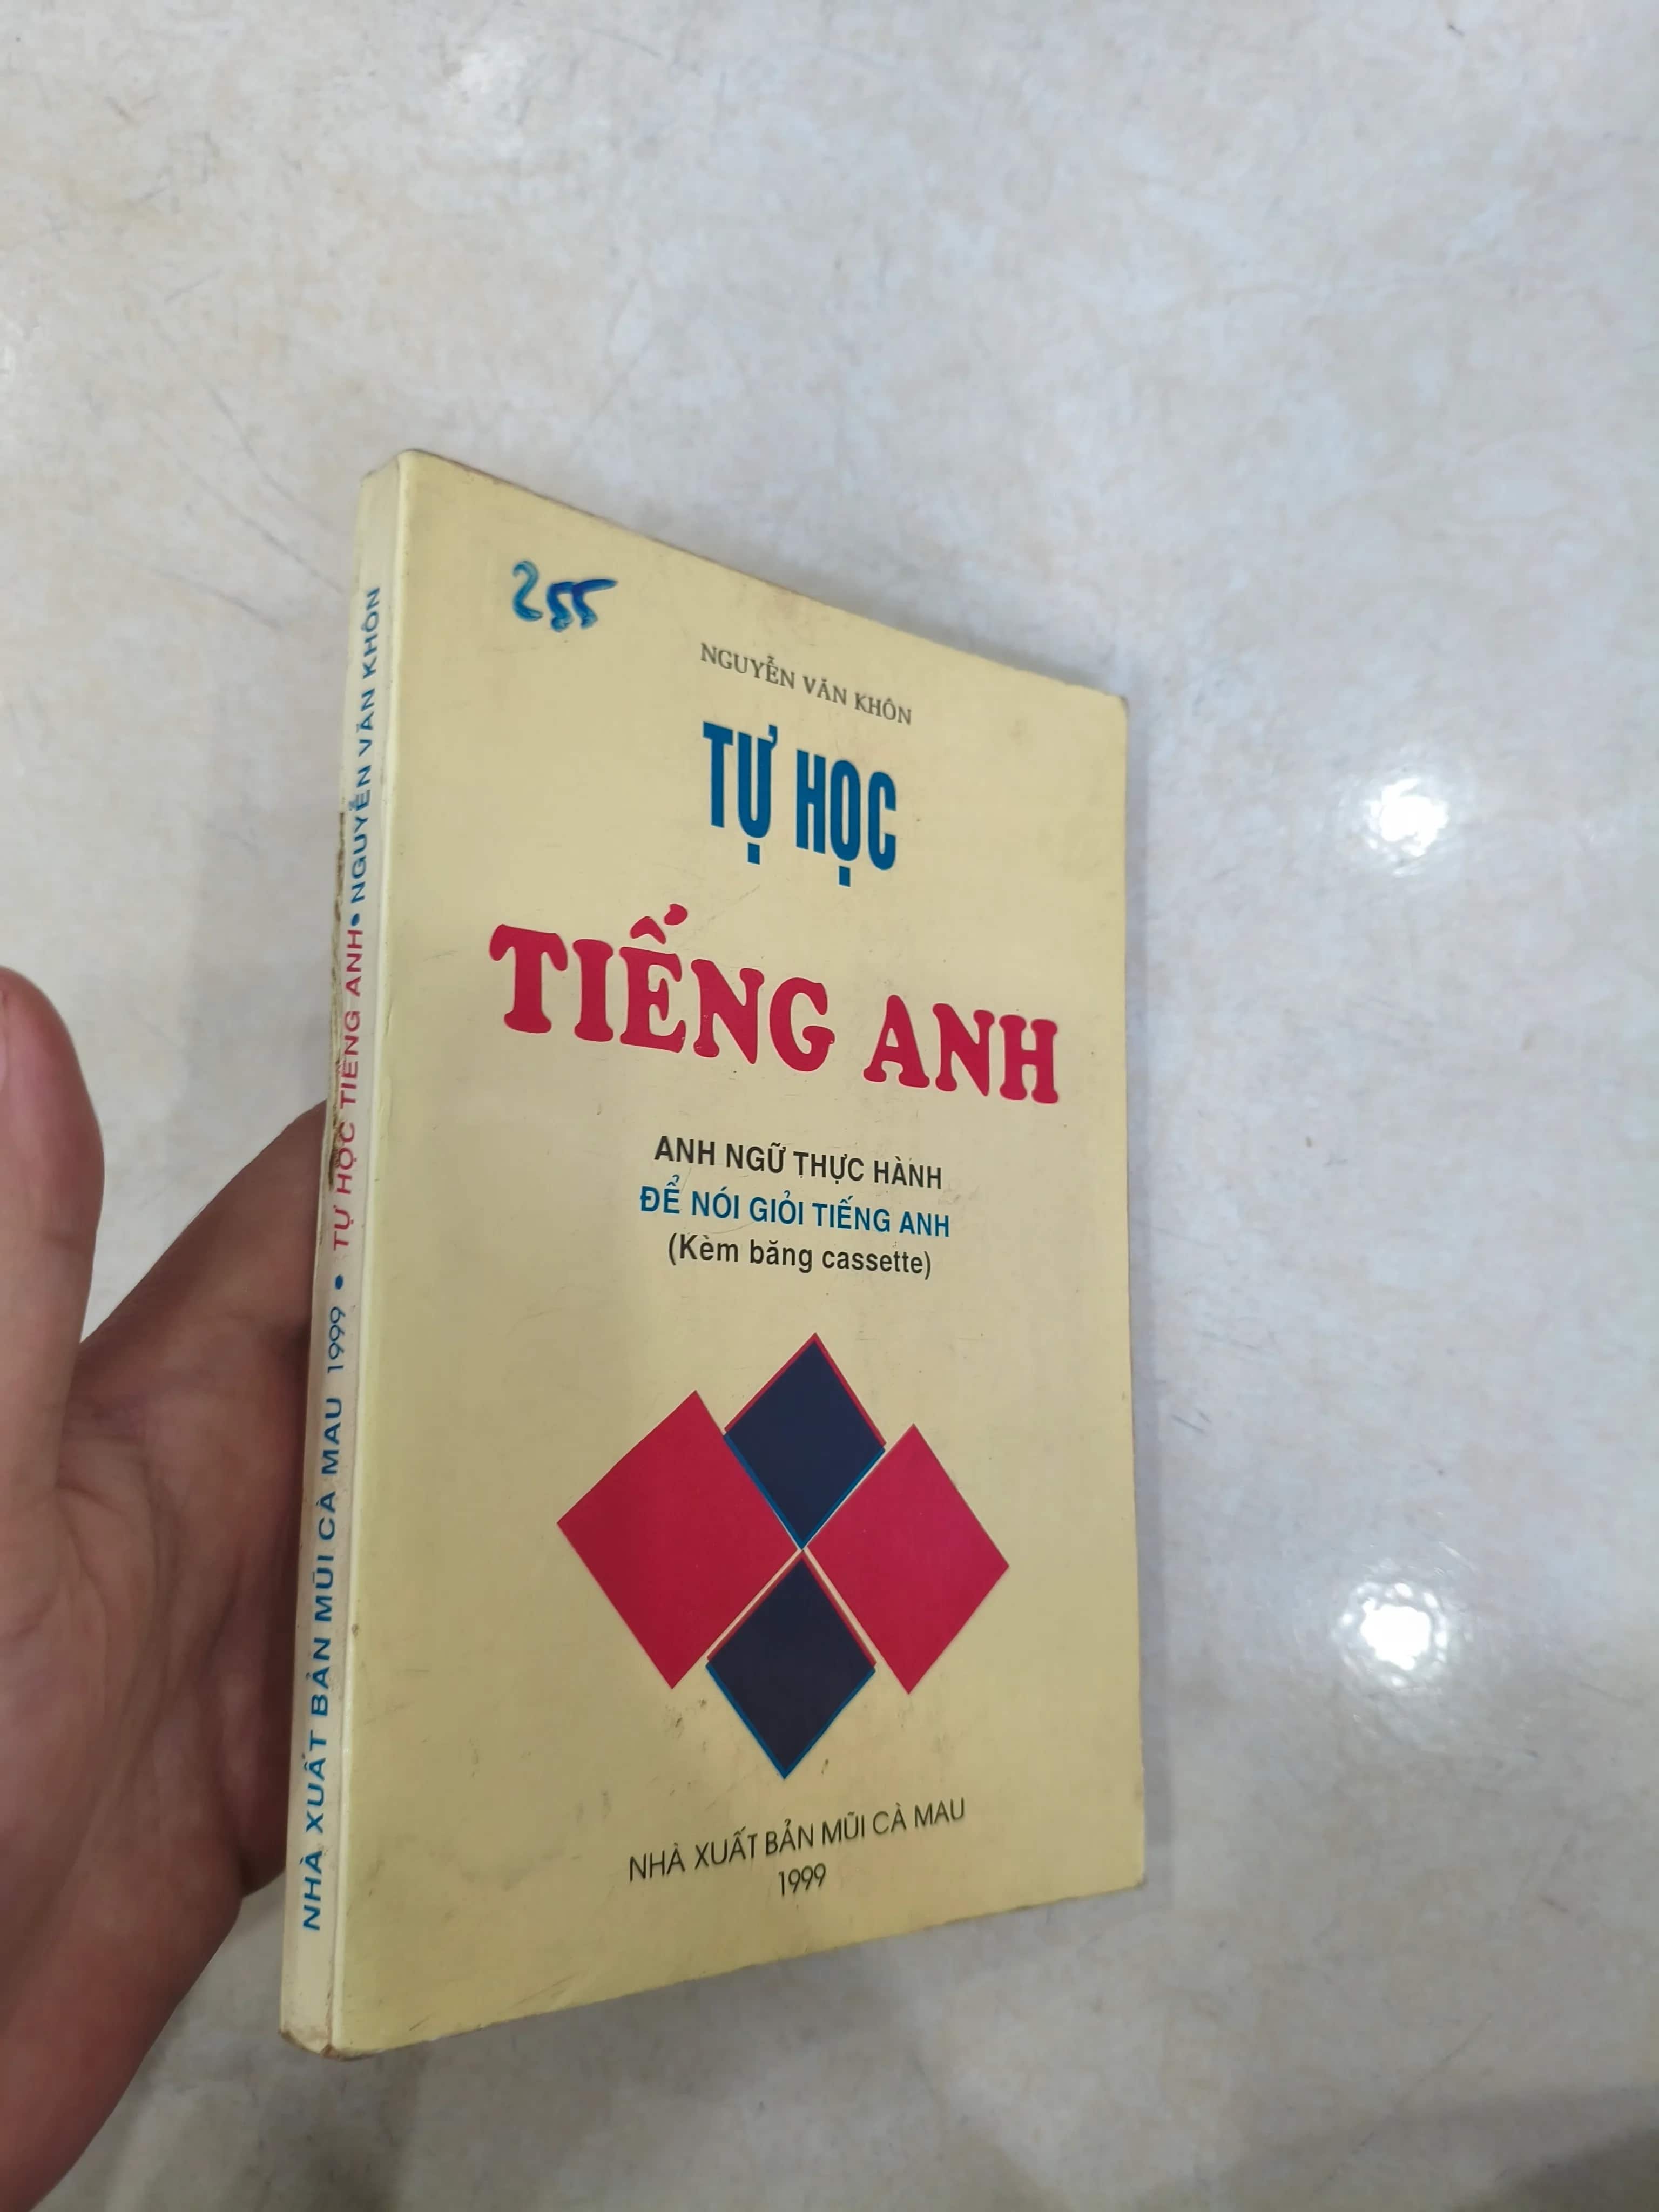 255
NGUYỄN VĂN KHÔN
TỰ HỌC
TIẾNG ANH
ANH NGỮ THỰC HÀNH
ĐỂ NÓI GIỎI TIẾNG ANH
(Kèm băng cassette)
NHÀ XUẤT BẢN MŨI CÀ MAU
1999
NHÀ XUẤT BẢN MŨI CÀ MAU 1999 • TỰ HỌC TIẾNG ANH • NGUYỄN VĂN KHÔN